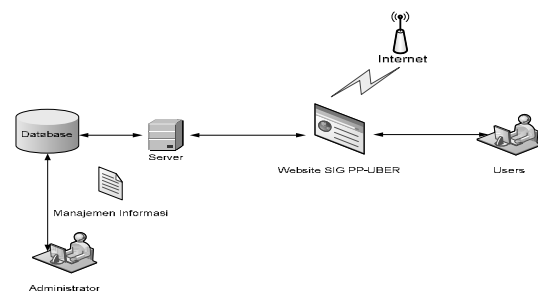 Internet
Database
Server
Website SIG PP-UBER
Users
Manajemen Informasi
Administrator